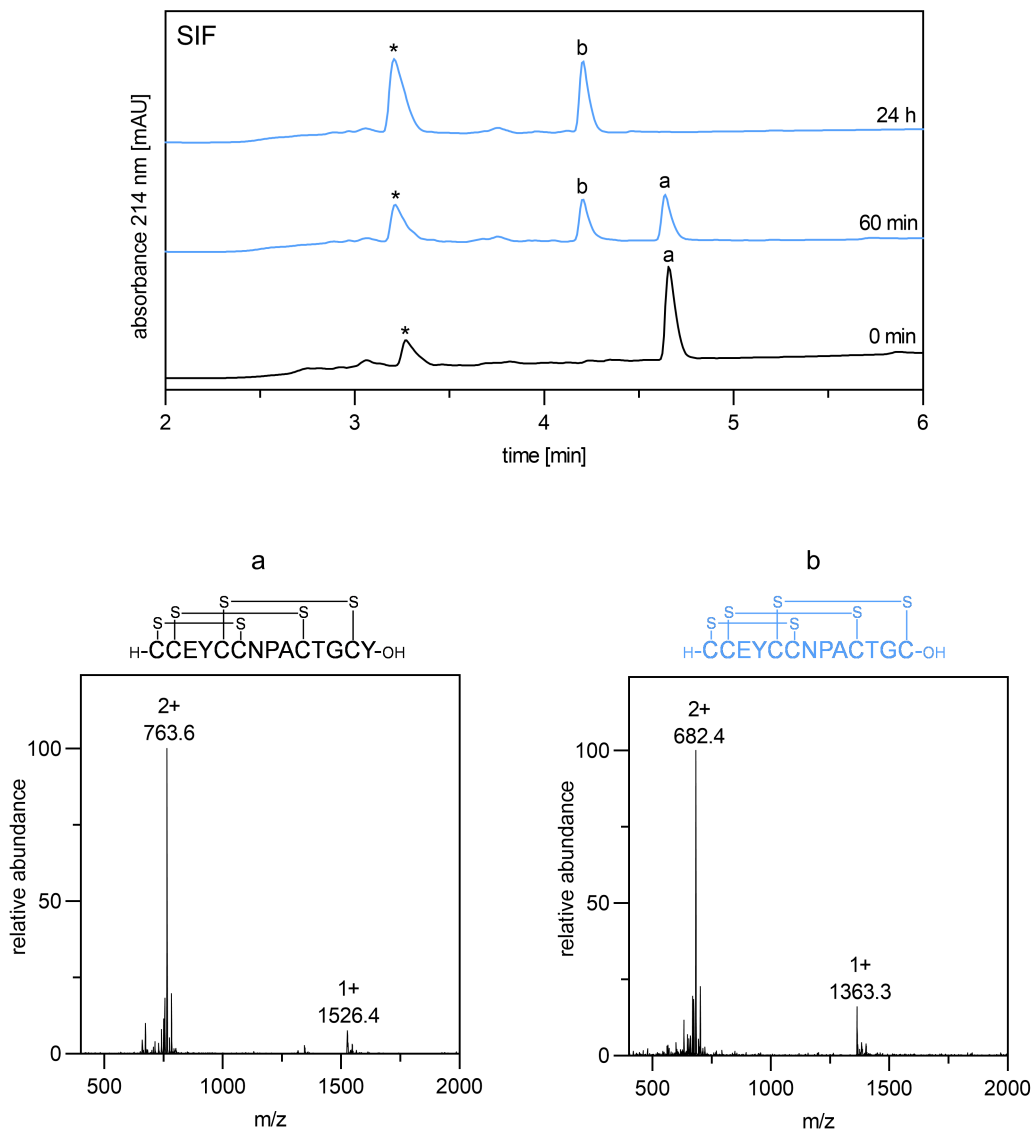 SIF
absorbance 214 nm [mAU]
* b
24 h
* b a
60 min
* a
0 min
2 3 4 5 6
time [min]
a
S S
S S
S S
H-CCEYCCNPACTGCY-OH
relative abundance
100
50
0
2+
763.6
1+
1526.4
500 1000 1500 2000
m/z
b
S S
S S
S S
H-CCEYCCNPACTGC-OH
relative abundance
100
50
0
2+
682.4
1+
1363.3
500 1000 1500 2000
m/z